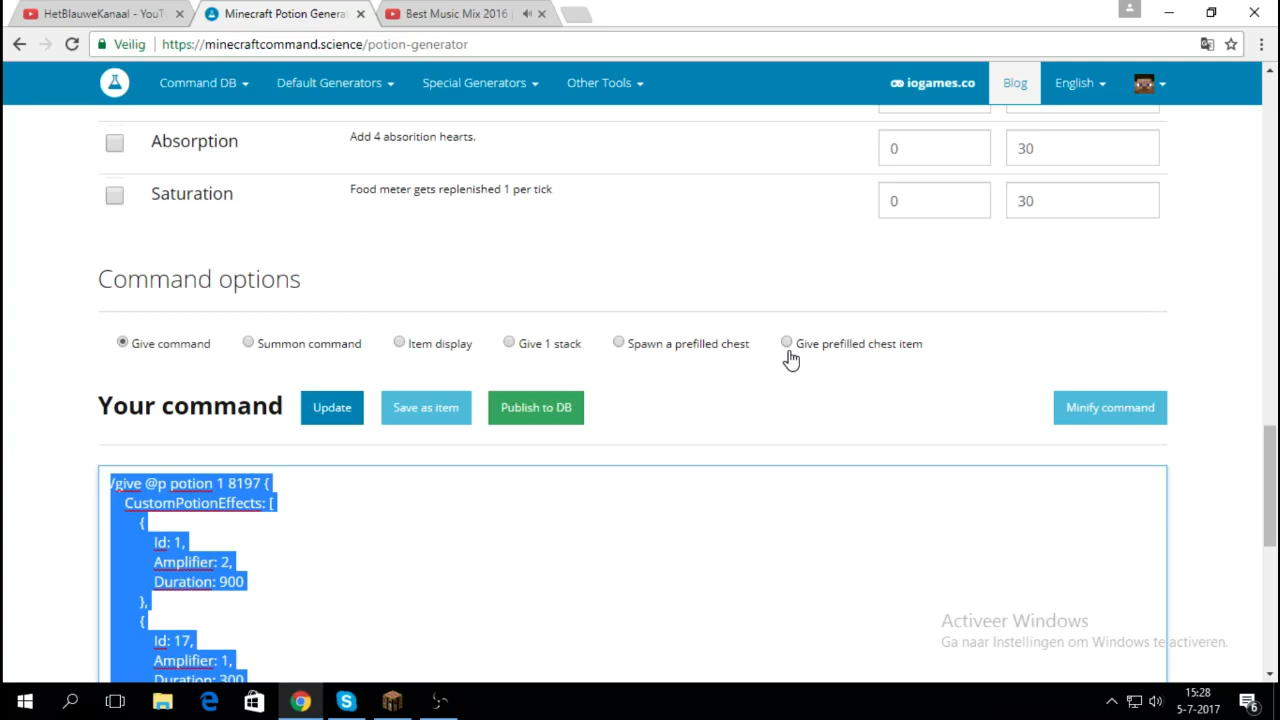 HetBlauweKanaal - YouT
Minecraft Potion Genera
Best Music Mix 2016
Veilig
https://minecraftcommand.science/potion-generator
Command DB
Default Generators
Special Generators
Other Tools
iogames.co
Blog
English
Absorption
Add 4 absorition hearts.
0
30
Saturation
Food meter gets replenished 1 per tick
0
30
Command options
Give command
Summon command
Item display
Give 1 stack
Spawn a prefilled chest
Give prefilled chest item
Your command
Update
Save as item
Publish to DB
Minify command
/give @p potion 1 8197 {
CustomPotionEffects: [
{
Id: 1,
Amplifier: 2,
Duration: 900
},
{
Id: 17,
Amplifier: 1,
Duration: 300
Activeer Windows
Ga naar Instellingen om Windows te activeren.
15:28
5-7-2017
6